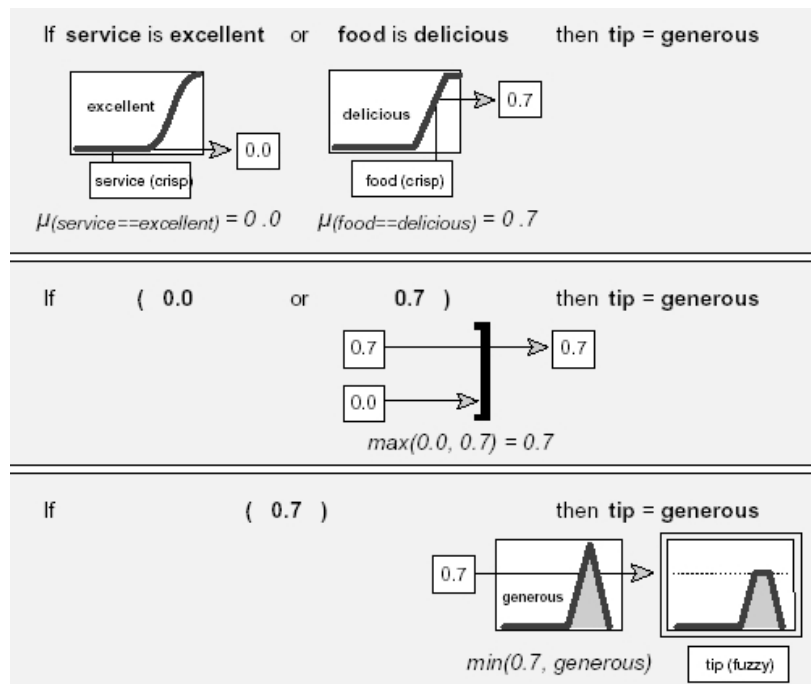 If service is excellent or food is delicious then tip = generous
excellent
delicious
0.7
0.0
service (crisp)
food (crisp)
μ(service==excellent) = 0 .0 μ(food==delicious) = 0 .7
If ( 0.0 or 0.7 ) then tip = generous
0.7 0.7
0.0
max(0.0, 0.7) = 0.7
If ( 0.7 ) then tip = generous
0.7
generous
min(0.7, generous)
tip (fuzzy)